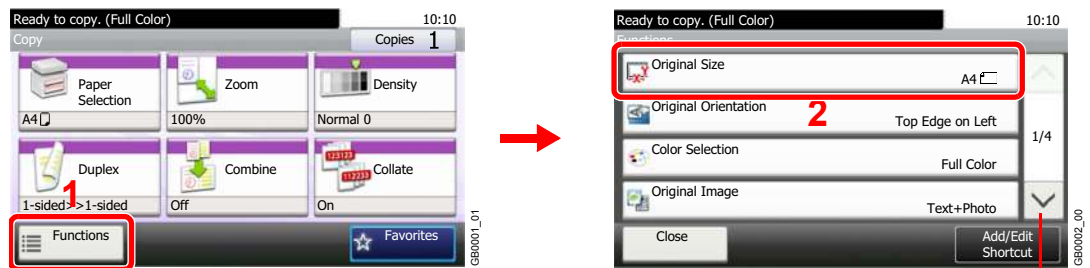 Ready to copy. (Full Color) 10:10
Copy Copies 1
Paper Selection
A4
Zoom
100%
Density
Normal 0
Duplex
1-sided>>1-sided
Combine
Off
123123
112233
Collate
On
1
Functions
Favorites
GB0001_01
Ready to copy. (Full Color) 10:10
Functions
Original Size
A4
Original Orientation
Top Edge on Left
2
Color Selection
Full Color
Original Image
Text+Photo
1/4
Close
Add/Edit
Shortcut
GB0002_00